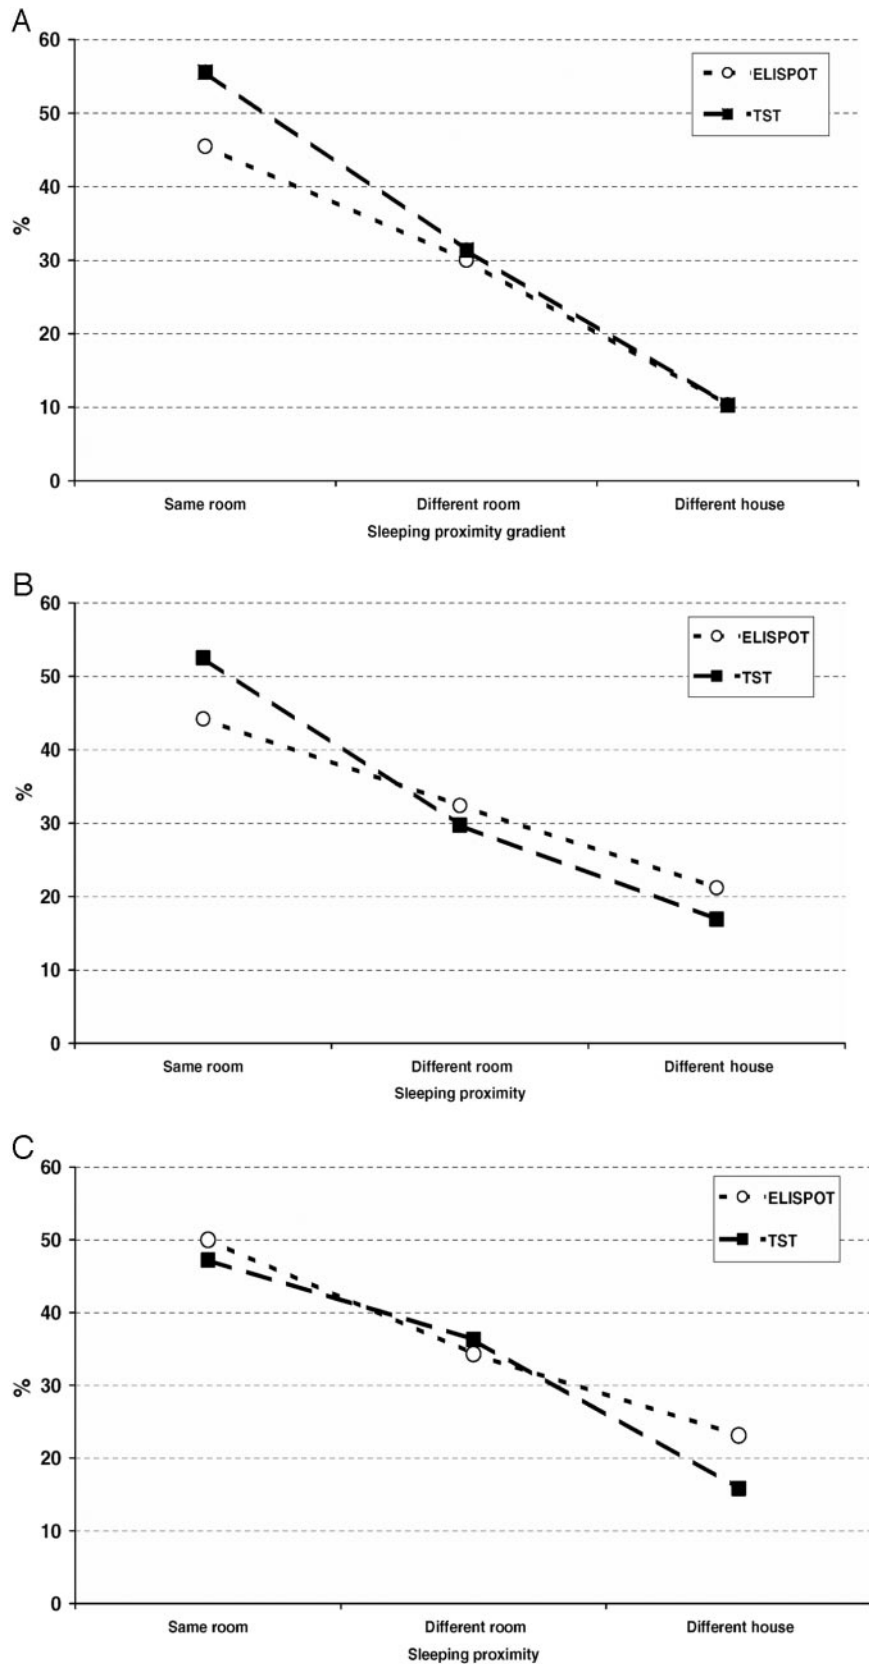 A
60
50
40
30
20
10
0
%
ELISPOT
TST
Same room
Different room
Different house
Sleeping proximity gradient
B
60
50
40
30
20
10
0
%
ELISPOT
TST
Same room
Different room
Different house
Sleeping proximity
C
60
50
40
30
20
10
0
%
ELISPOT
TST
Same room
Different room
Different house
Sleeping proximity